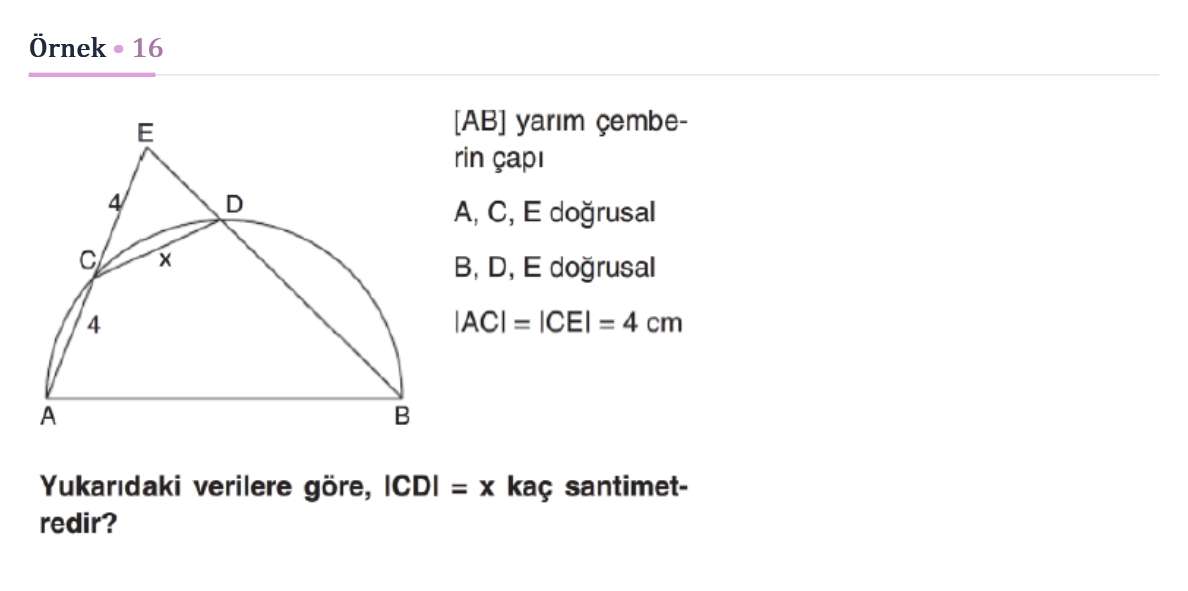 Örnek • 16
E
[AB] yarım çembe-
rin çapı
4
D
A, C, E doğrusal
C
x
B, D, E doğrusal
4
|AC| = |CE| = 4 cm
A
B
Yukarıdaki verilere göre, |CD| = x kaç santimet-
redir?